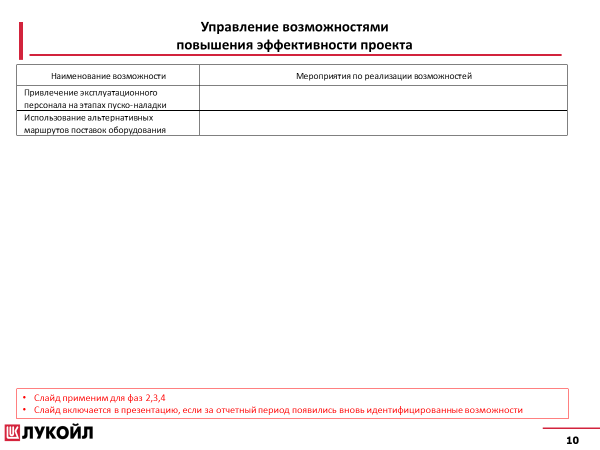 Управление возможностями
повышения эффективности проекта
Наименование возможности
Мероприятия по реализации возможностей
Привлечение эксплуатационного
персонала на этапах пуско-наладки
Использование альтернативных
маршрутов поставок оборудования
• Слайд применим для фаз 2,3,4
• Слайд включается в презентацию, если за отчетный период появились вновь идентифицированные возможности
ЛУКОЙЛ
10